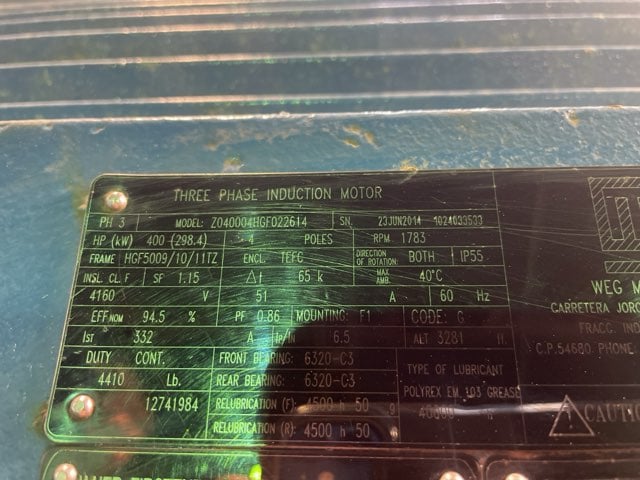 THREE PHASE INDUCTION MOTOR
PH 3 MODEL: Z040004HGF022614 SN 23JUN2014 1024033533
HP (kW) 400 (298.4) 4 POLES RPM 1783
FRAME HGF5009/10/11TZ ENCL. TEFC DIRECTION OF ROTATION: BOTH IP55
INSL. CL. F SF 1.15 Δt 65 k MAX AMB. 40°C
4160 V 51 A 60 Hz
EFF NOM 94.5 % PF 0.86 MOUNTING: F1 CODE: G
Ist 332 A Ip/In 6.5 ALT 3281
DUTY CONT. FRONT BEARING: 6320-C3
4410 Lb. REAR BEARING: 6320-C3
12741984 RELUBRICATION (F) 4500 h 50 g
RELUBRICATION (R) 4500 h 50 g
TYPE OF LUBRICANT
POLYREX EM 103 GREASE
WEG M
CARRETERA JORO
FRACC. IN
C.P.54680. PHONE:
CAUTIO